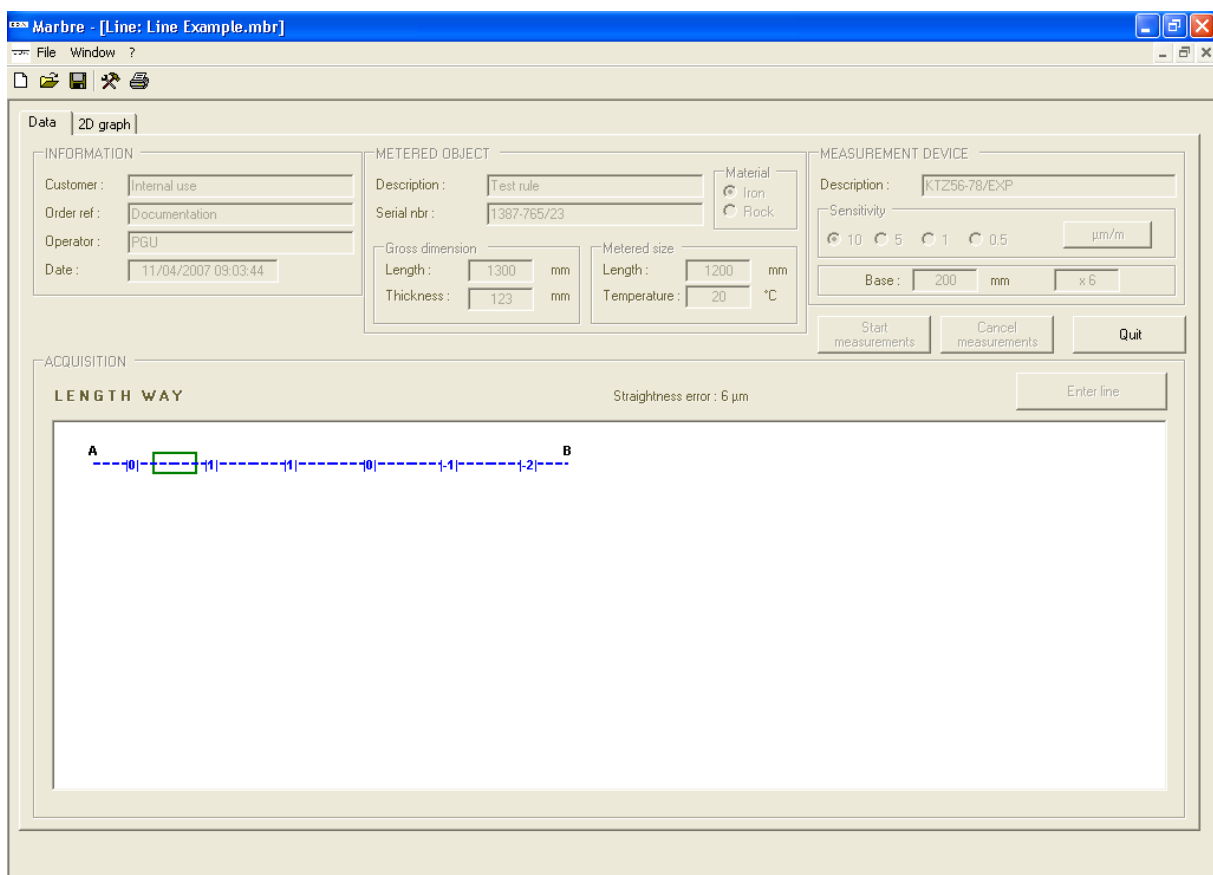 Marbre - [Line: Line Example.mbr]
File Window ?
Data 2D graph
INFORMATION
Customer : Internal use
Order ref : Documentation
Operator : PGU
Date : 11/04/2007 09:03:44
METERED OBJECT
Description : Test rule
Serial nbr : 1387-765/23
Material
Iron
Rock
Gross dimension
Length : 1300 mm
Thickness : 123 mm
Metered size
Length : 1200 mm
Temperature : 20 °C
MEASUREMENT DEVICE
Description : KTZ56-78/EXP
Sensitivity
10 5 1 0.5 µm/m
Base : 200 mm x 6
Start measurements
Cancel measurements
Quit
ACQUISITION
LENGTH WAY
Straightness error : 6 µm
Enter line
A B
|0| |1| |1| |0| |-1| |-2|